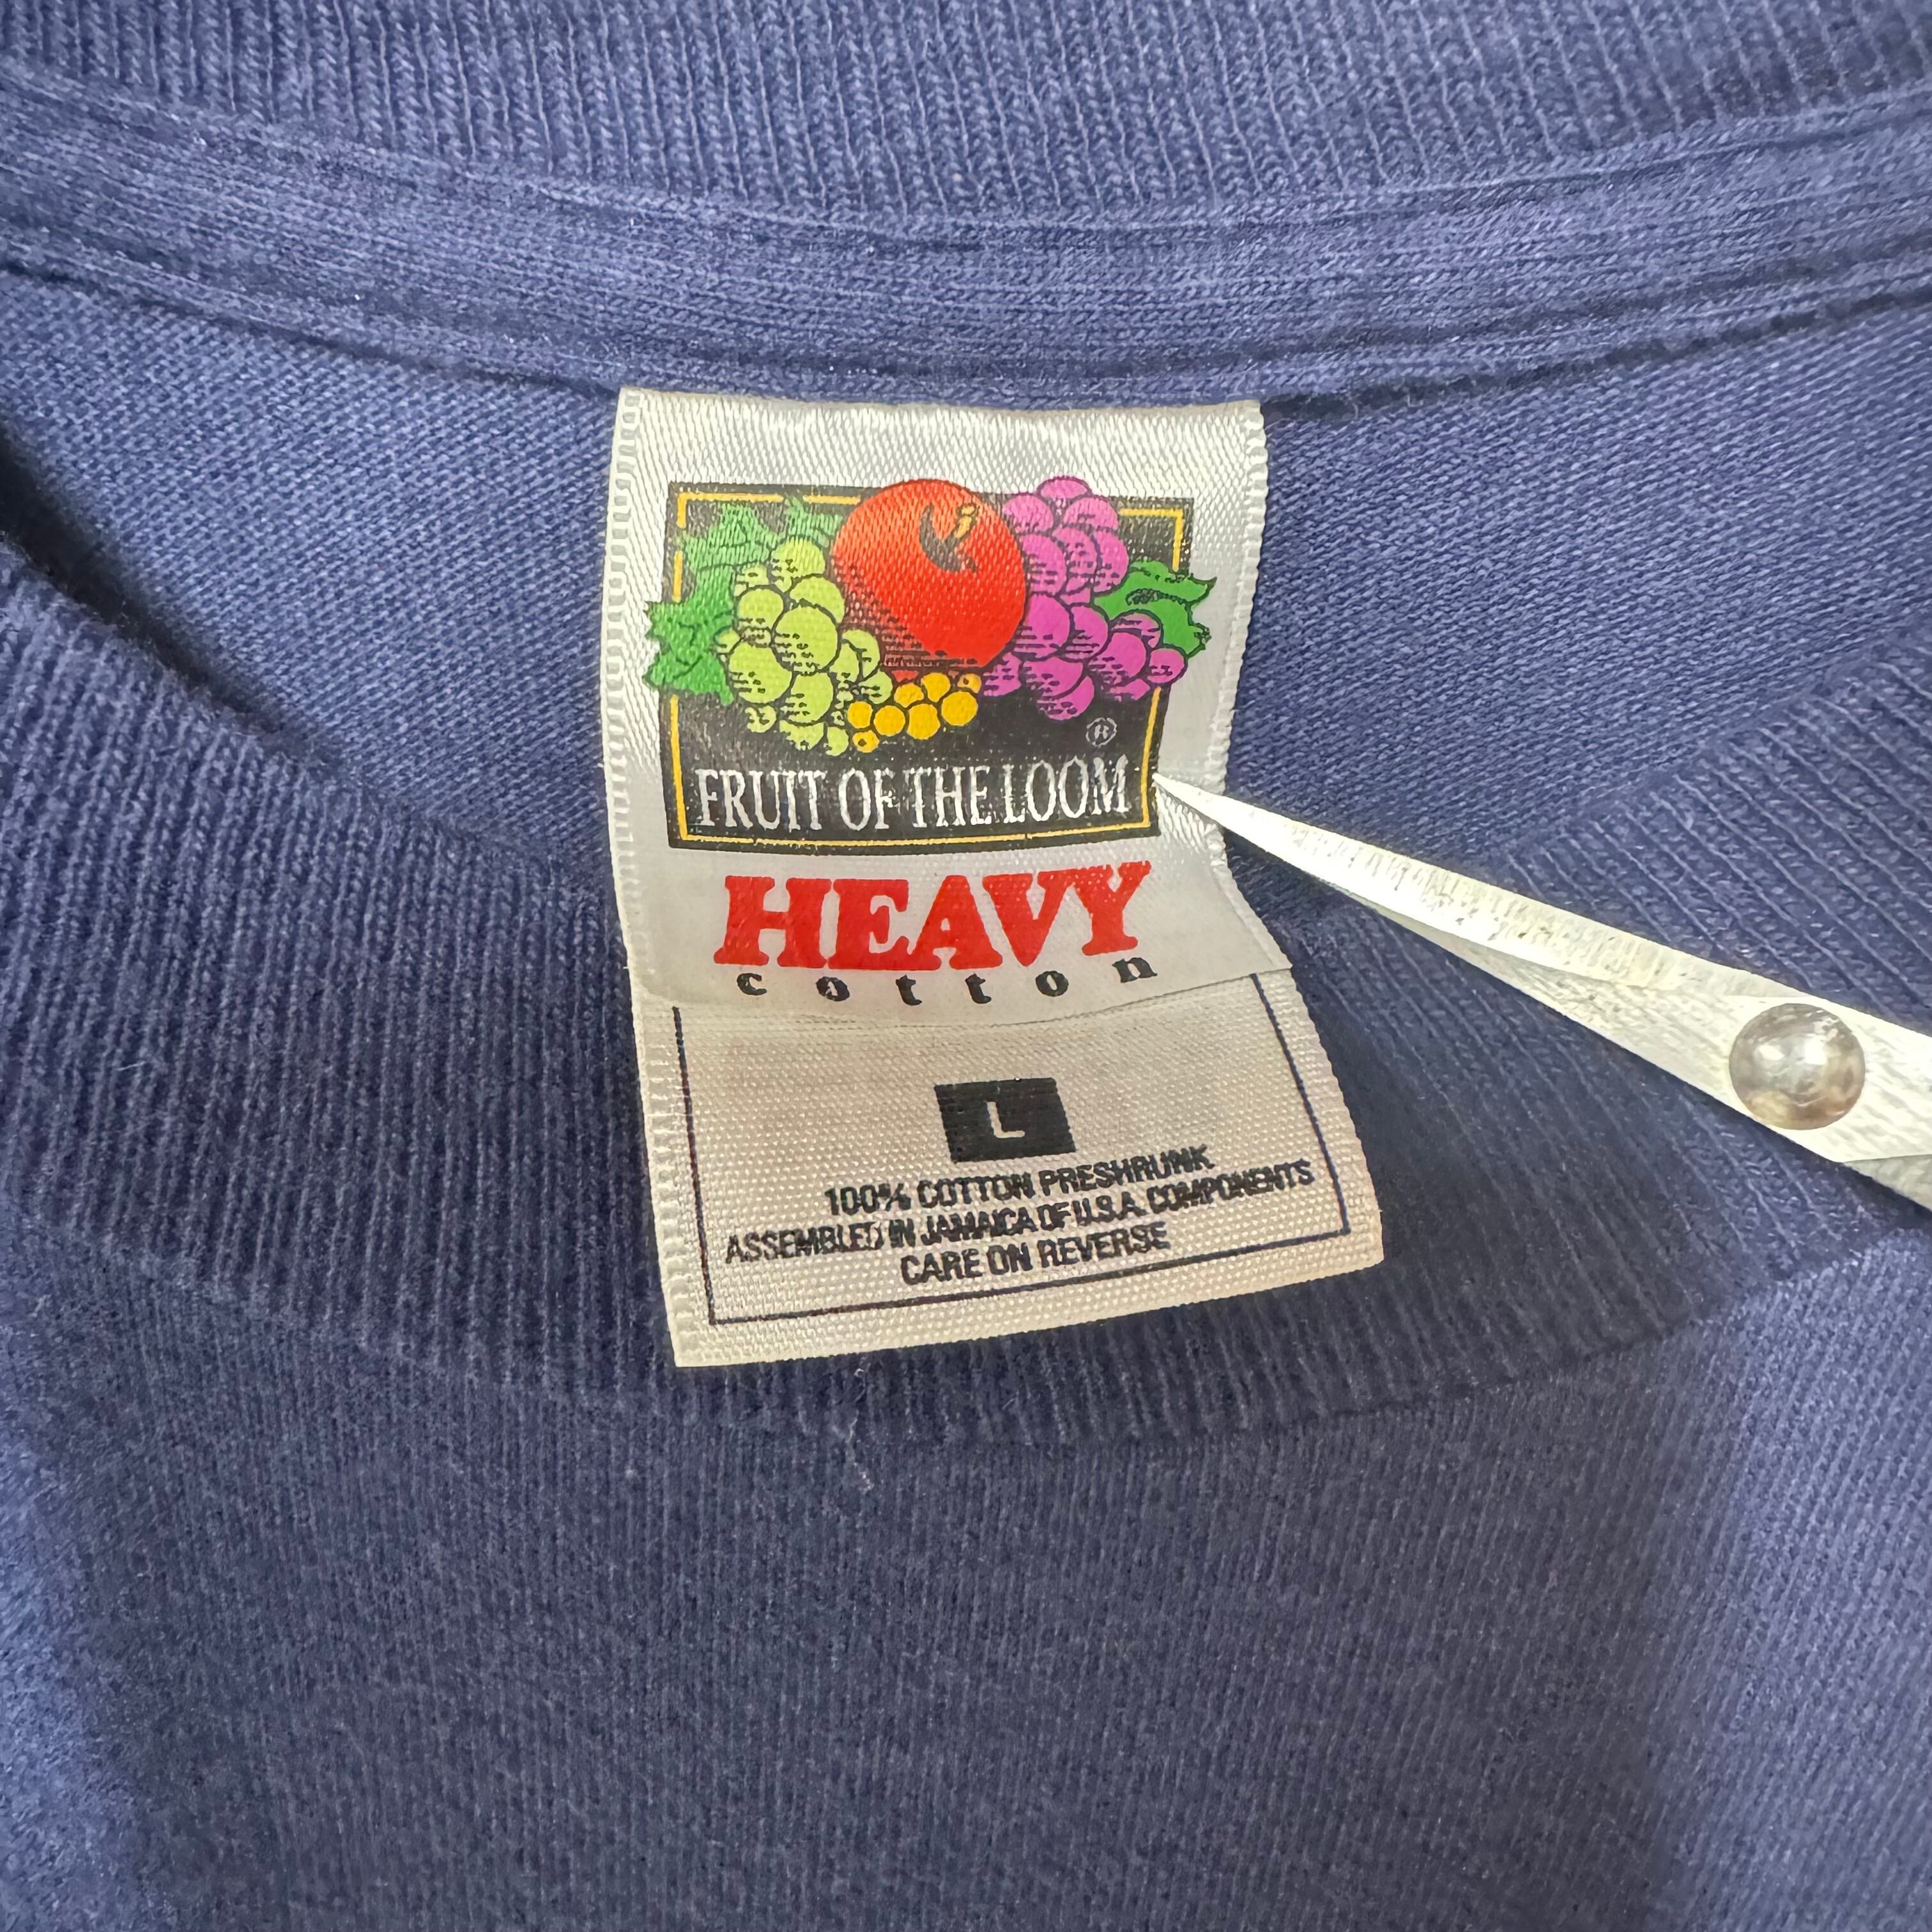 ®
FRUIT OF THE LOOM
HEAVY
cotton
L
100% COTTON PRESHRUNK
ASSEMBLED IN JAMAICA OF U.S.A. COMPONENTS
CARE ON REVERSE